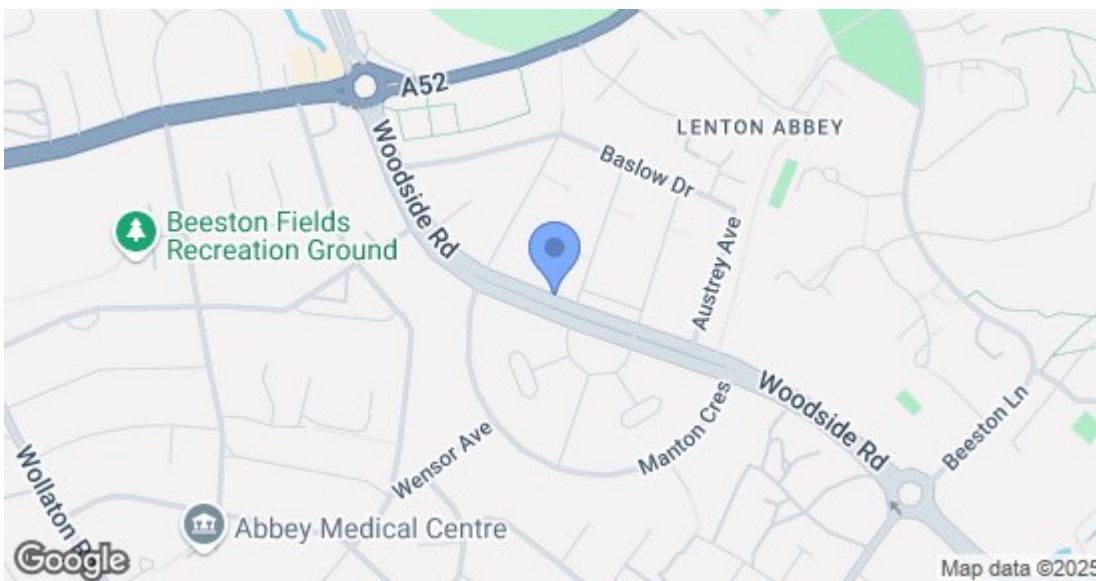 A52
Woodside Rd
LENTON ABBEY
Baslow Dr
Beeston Fields
Recreation Ground
Austrey Ave
Woodside Rd
Manton Cres
Beeston Ln
Wensor Ave
Wollaton R
Abbey Medical Centre
Google
Map data ©2025